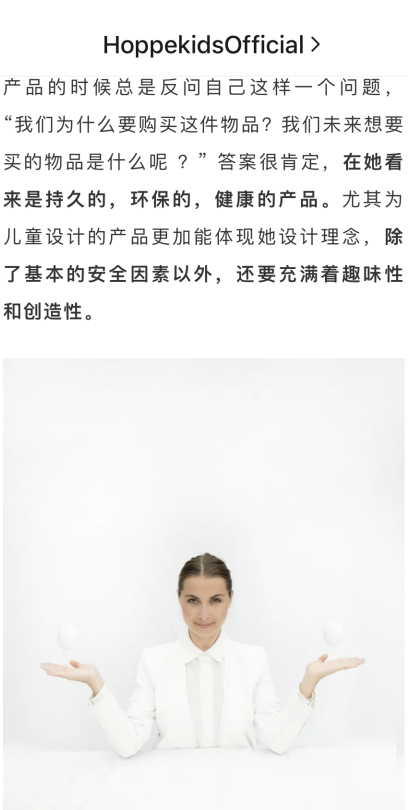 HoppekidsOfficial >
产品的时候总是反问自己这样一个问题，
“我们为什么要购买这件物品？我们未来想要
买的物品是什么呢 ？” 答案很肯定，在她看
来是持久的，环保的，健康的产品。尤其为
儿童设计的产品更加能体现她设计理念，除
了基本的安全因素以外，还要充满着趣味性
和创造性。